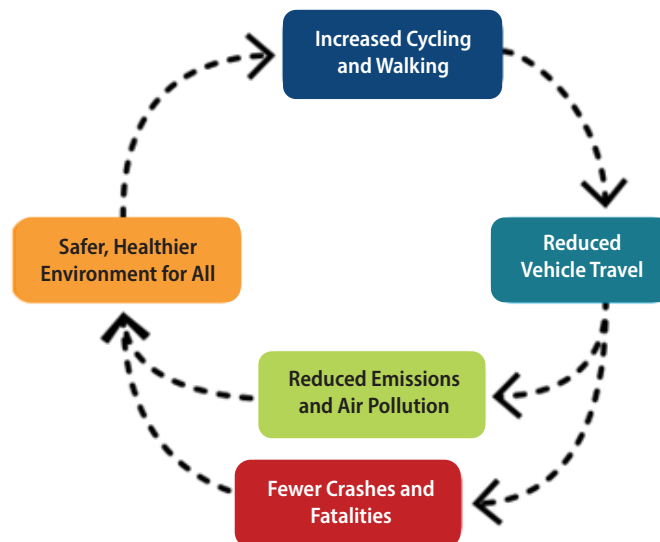 Increased Cycling
and Walking
Safer, Healthier
Environment for All
Reduced
Vehicle Travel
Reduced Emissions
and Air Pollution
Fewer Crashes and
Fatalities